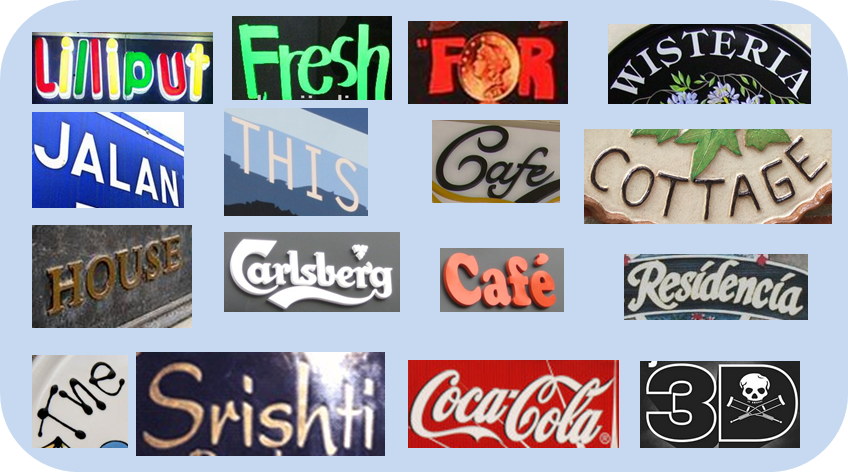 Lilliput
Fresh
"FOR
WISTERIA
JALAN
THIS
Cafe
COTTAGE
HOUSE
Carlsberg
Café
Residencia
The
Srishti
Coca-Cola®
3D